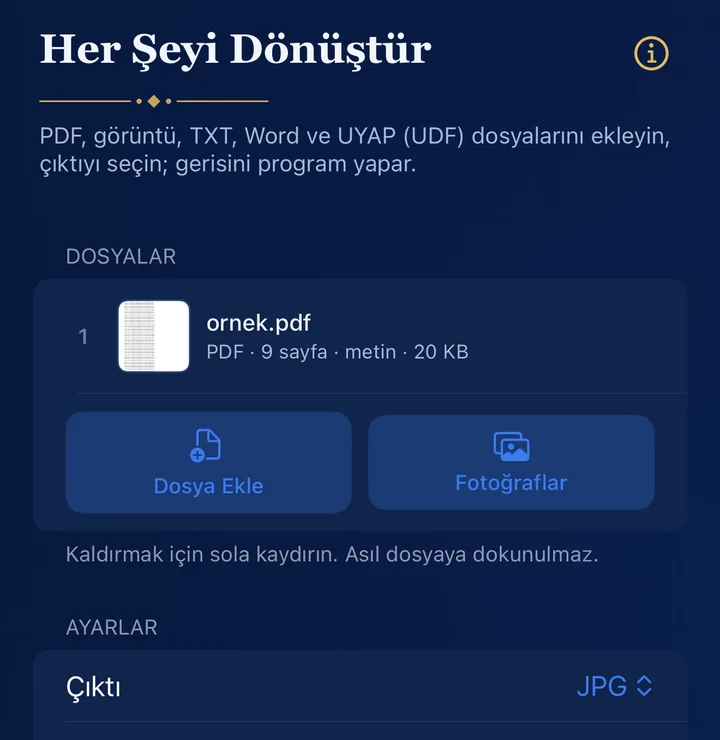 Her Şeyi Dönüştür
PDF, görüntü, TXT, Word ve UYAP (UDF) dosyalarını ekleyin,
çıktıyı seçin; gerisini program yapar.
DOSYALAR
1
ornek.pdf
PDF · 9 sayfa · metin · 20 KB
Dosya Ekle
Fotoğraflar
Kaldırmak için sola kaydırın. Asıl dosyaya dokunulmaz.
AYARLAR
Çıktı
JPG